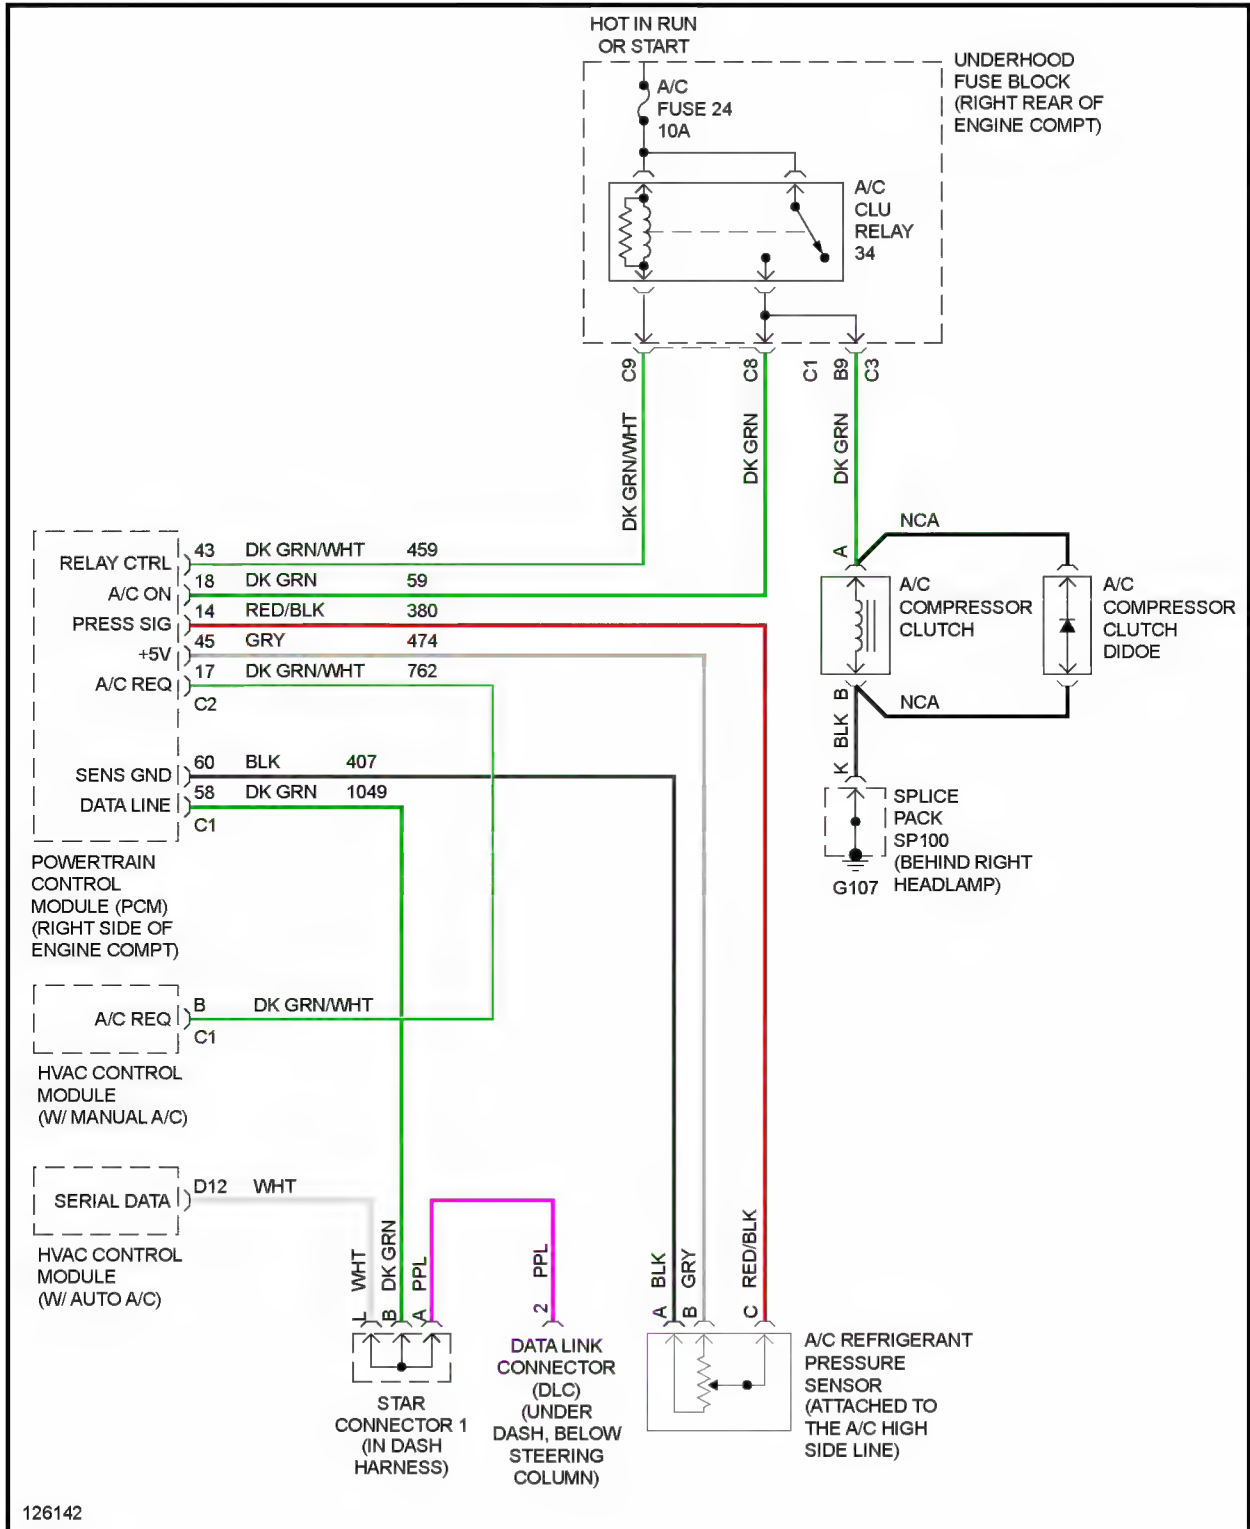 HOT IN RUN
OR START
UNDERHOOD
FUSE BLOCK
(RIGHT REAR OF
ENGINE COMPT)
A/C
FUSE 24
10A
A/C
CLU
RELAY
34
C9
C8
C1
B9
C3
DK GRN/WHT
DK GRN
DK GRN
RELAY CTRL
43 DK GRN/WHT 459
A/C ON
18 DK GRN 59
PRESS SIG
14 RED/BLK 380
+5V
45 GRY 474
A/C REQ
17 DK GRN/WHT 762
C2
SENS GND
60 BLK 407
DATA LINE
58 DK GRN 1049
C1
POWERTRAIN
CONTROL
MODULE (PCM)
(RIGHT SIDE OF
ENGINE COMPT)
A
NCA
A/C
COMPRESSOR
CLUTCH
A/C
COMPRESSOR
CLUTCH
DIDOE
B
NCA
BLK
K
SPLICE
PACK
SP100
(BEHIND RIGHT
HEADLAMP)
G107
A/C REQ
B DK GRN/WHT
C1
HVAC CONTROL
MODULE
(W/ MANUAL A/C)
SERIAL DATA
D12 WHT
HVAC CONTROL
MODULE
(W/ AUTO A/C)
L WHT
B DK GRN
A PPL
2 PPL
A BLK
B GRY
C RED/BLK
STAR
CONNECTOR 1
(IN DASH
HARNESS)
DATA LINK
CONNECTOR
(DLC)
(UNDER
DASH, BELOW
STEERING
COLUMN)
A/C REFRIGERANT
PRESSURE
SENSOR
(ATTACHED TO
THE A/C HIGH
SIDE LINE)
126142